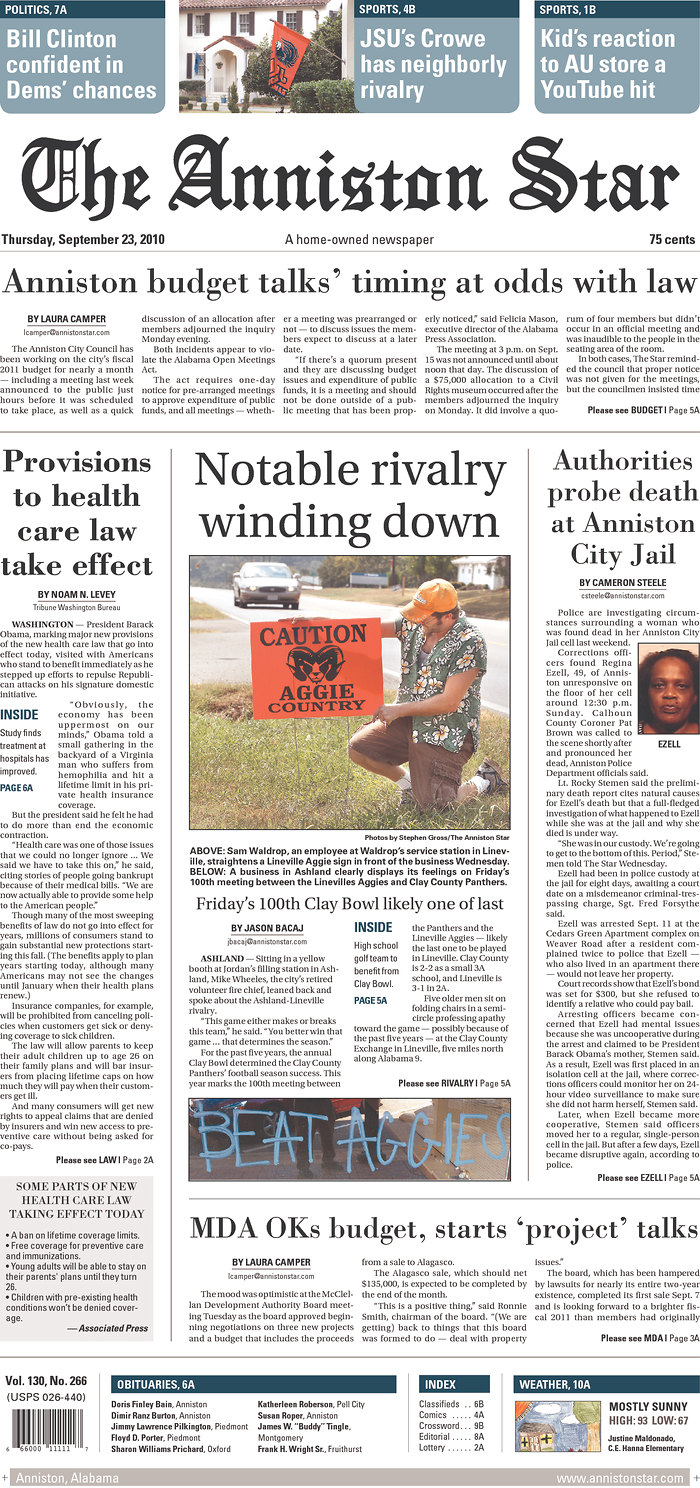 POLITICS, 7A
Bill Clinton
confident in
Dems' chances
SPORTS, 4B
JSU's Crowe
has neighborly
rivalry
SPORTS, 1B
Kid's reaction
to AU store a
YouTube hit
The Anniston Star
Thursday, September 23, 2010
A home-owned newspaper
75 cents
Anniston budget talks' timing at odds with law
BY LAURA CAMPER
lcamper@annistonstar.com
The Anniston City Council has
been working on the city's fiscal
2011 budget for nearly a month
— including a meeting last week
announced to the public just
hours before it was scheduled
to take place, as well as a quick
discussion of an allocation after
members adjourned the inquiry
Monday evening.
Both incidents appear to vio-
late the Alabama Open Meetings
Act.
The act requires one-day
notice for pre-arranged meetings
to approve expenditure of public
funds, and all meetings — wheth-
er a meeting was prearranged or
not — to discuss issues the mem-
bers expect to discuss at a later
date.
"If there's a quorum present
and they are discussing budget
issues and expenditure of public
funds, it is a meeting and should
not be done outside of a pub-
lic meeting that has been prop-
erly noticed," said Felicia Mason,
executive director of the Alabama
Press Association.
The meeting at 3 p.m. on Sept.
15 was not announced until about
noon that day. The discussion of
a $75,000 allocation to a Civil
Rights museum occurred after the
members adjourned the inquiry
on Monday. It did involve a quo-
rum of four members but didn't
occur in an official meeting and
was inaudible to the people in the
seating area of the room.
In both cases, The Star remind-
ed the council that proper notice
was not given for the meetings,
but the councilmen insisted time
Please see BUDGET | Page 5A
Provisions
to health
care law
take effect
BY NOAM N. LEVEY
Tribune Washington Bureau
WASHINGTON — President Barack
Obama, marking major new provisions
of the new health care law that go into
effect today, visited with Americans
who stand to benefit immediately as he
stepped up efforts to repulse Republi-
can attacks on his signature domestic
initiative.
INSIDE
Study finds
treatment at
hospitals has
improved.
PAGE 6A
"Obviously, the
economy has been
uppermost on our
minds," Obama told a
small gathering in the
backyard of a Virginia
man who suffers from
hemophilia and hit a
lifetime limit in his pri-
vate health insurance
coverage.
But the president said he felt he had
to do more than end the economic
contraction.
"Health care was one of those issues
that we could no longer ignore ... We
said we have to take this on," he said,
citing stories of people going bankrupt
because of their medical bills. "We are
now actually able to provide some help
to the American people."
Though many of the most sweeping
benefits of law do not go into effect for
years, millions of consumers stand to
gain substantial new protections start-
ing this fall. (The benefits apply to plan
years starting today, although many
Americans may not see the changes
until January when their health plans
renew.)
Insurance companies, for example,
will be prohibited from canceling poli-
cies when customers get sick or deny-
ing coverage to sick children.
The law will allow parents to keep
their adult children up to age 26 on
their family plans and will bar insur-
ers from placing lifetime caps on how
much they will pay when their custom-
ers get ill.
And many consumers will get new
rights to appeal claims that are denied
by insurers and win new access to pre-
ventive care without being asked for
co-pays.
Please see LAW | Page 2A
SOME PARTS OF NEW
HEALTH CARE LAW
TAKING EFFECT TODAY
• A ban on lifetime coverage limits.
• Free coverage for preventive care
and immunizations.
• Young adults will be able to stay on
their parents' plans until they turn
26.
• Children with pre-existing health
conditions won't be denied cover-
age.
— Associated Press
Notable rivalry
winding down
CAUTION
AGGIE
COUNTRY
Photos by Stephen Gross/The Anniston Star
ABOVE: Sam Waldrop, an employee at Waldrop's service station in Linev-
ille, straightens a Lineville Aggie sign in front of the business Wednesday.
BELOW: A business in Ashland clearly displays its feelings on Friday's
100th meeting between the Linevilles Aggies and Clay County Panthers.
Friday's 100th Clay Bowl likely one of last
BY JASON BACAJ
jbacaj@annistonstar.com
ASHLAND — Sitting in a yellow
booth at Jordan's filling station in Ash-
land, Mike Wheeles, the city's retired
volunteer fire chief, leaned back and
spoke about the Ashland-Lineville
rivalry.
"This game either makes or breaks
this team," he said. "You better win that
game ... that determines the season."
For the past five years, the annual
Clay Bowl determined the Clay County
Panthers' football season success. This
year marks the 100th meeting between
INSIDE
High school
golf team to
benefit from
Clay Bowl.
PAGE 5A
the Panthers and the
Lineville Aggies — likely
the last one to be played
in Lineville. Clay County
is 2-2 as a small 3A
school, and Lineville is
3-1 in 2A.
Five older men sit on
folding chairs in a semi-
circle professing apathy
toward the game — possibly because of
the past five years — at the Clay County
Exchange in Lineville, five miles north
along Alabama 9.
Please see RIVALRY | Page 5A
BEAT AGGIES
Authorities
probe death
at Anniston
City Jail
BY CAMERON STEELE
csteele@annistonstar.com
Police are investigating circum-
stances surrounding a woman who
was found dead in her Anniston City
Jail cell last weekend.
Corrections offi-
cers found Regina
Ezell, 49, of Annis-
ton unresponsive on
the floor of her cell
around 12:30 p.m.
Sunday. Calhoun
County Coroner Pat
Brown was called to
the scene shortly after
and pronounced her
dead, Anniston Police
Department officials said.
EZELL
Lt. Rocky Stemen said the prelimi-
nary death report cites natural causes
for Ezell's death but that a full-fledged
investigation of what happened to Ezell
while she was at the jail and why she
died is under way.
"She was in our custody. We're going
to get to the bottom of this. Period," Ste-
men told The Star Wednesday.
Ezell had been in police custody at
the jail for eight days, awaiting a court
date on a misdemeanor criminal-tres-
passing charge, Sgt. Fred Forsythe
said.
Ezell was arrested Sept. 11 at the
Cedars Green Apartment complex on
Weaver Road after a resident com-
plained twice to police that Ezell —
who also lived in an apartment there
— would not leave her property.
Court records show that Ezell's bond
was set for $300, but she refused to
identify a relative who could pay bail.
Arresting officers became con-
cerned that Ezell had mental issues
because she was uncooperative during
the arrest and claimed to be President
Barack Obama's mother, Stemen said.
As a result, Ezell was first placed in an
isolation cell at the jail, where correc-
tions officers could monitor her on 24-
hour video surveillance to make sure
she did not harm herself, Stemen said.
Later, when Ezell became more
cooperative, Stemen said officers
moved her to a regular, single-person
cell in the jail. But after a few days, Ezell
became disruptive again, according to
police.
Please see EZELL | Page 5A
MDA OKs budget, starts 'project' talks
BY LAURA CAMPER
lcamper@annistonstar.com
The mood was optimistic at the McClel-
lan Development Authority Board meet-
ing Tuesday as the board approved begin-
ning negotiations on three new projects
and a budget that includes the proceeds
from a sale to Alagasco.
The Alagasco sale, which should net
$135,000, is expected to be completed by
the end of the month.
"This is a positive thing," said Ronnie
Smith, chairman of the board. "(We are
getting) back to things that this board
was formed to do — deal with property
issues."
The board, which has been hampered
by lawsuits for nearly its entire two-year
existence, completed its first sale Sept. 7
and is looking forward to a brighter fis-
cal 2011 than members had originally
Please see MDA | Page 3A
Vol. 130, No. 266
(USPS 026-440)
6 66000 11111 7
OBITUARIES, 6A
Doris Finley Bain, Anniston
Dimir Ranz Burton, Anniston
Jimmy Lawrence Pilkington, Piedmont
Floyd D. Porter, Piedmont
Sharon Williams Prichard, Oxford
Katherleen Roberson, Pell City
Susan Roper, Anniston
James W. "Buddy" Tingle,
Montgomery
Frank H. Wright Sr., Fruithurst
INDEX
Classifieds . . 6B
Comics . . . . . 4A
Crossword . . 9B
Editorial . . . . . 8A
Lottery . . . . . . 2A
WEATHER, 10A
MOSTLY SUNNY
HIGH: 93 LOW: 67
Justine Maldonado,
C.E. Hanna Elementary
Anniston, Alabama
www.annistonstar.com